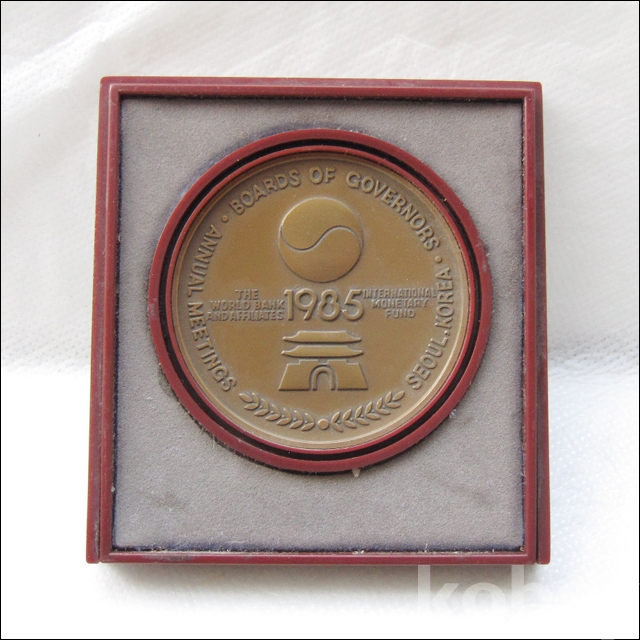 ANNUAL MEETINGS • BOARDS OF GOVERNORS • SEOUL, KOREA
THE
WORLD BANK
AND AFFILIATES
1985
INTERNATIONAL
MONETARY
FUND